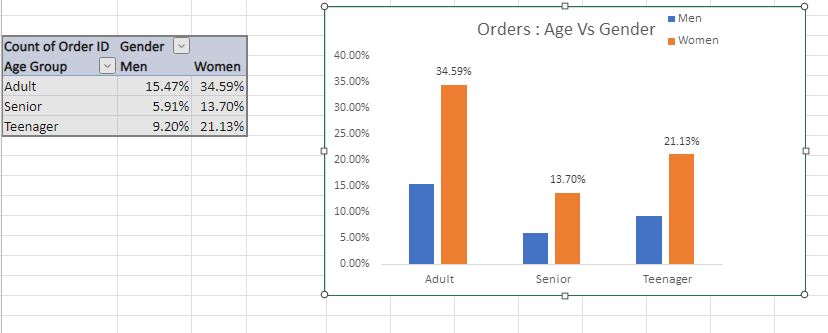 Count of Order ID Gender
Age Group Men Women
Adult 15.47% 34.59%
Senior 5.91% 13.70%
Teenager 9.20% 21.13%
Orders : Age Vs Gender
Men
Women
40.00%
35.00%
30.00%
25.00%
20.00%
15.00%
10.00%
5.00%
0.00%
34.59%
13.70%
21.13%
Adult Senior Teenager